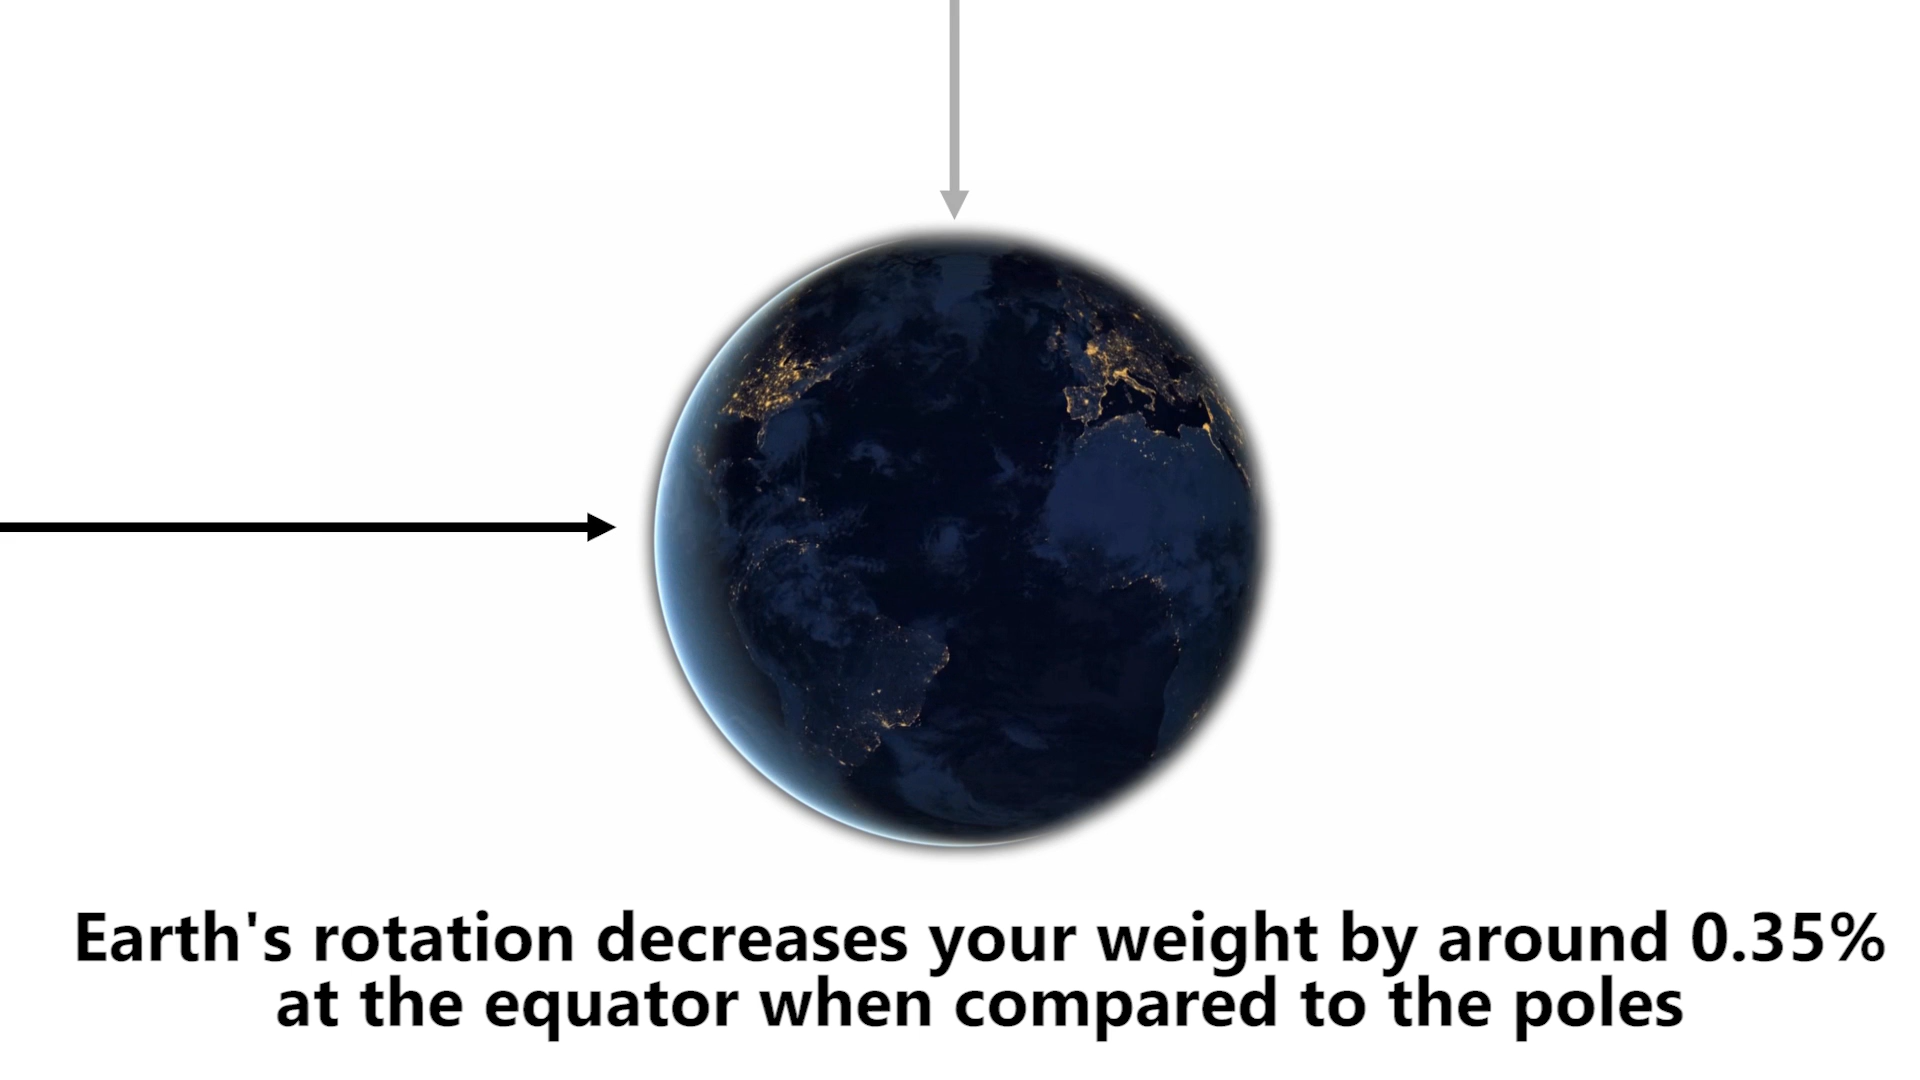 Earth's rotation decreases your weight by around 0.35%
at the equator when compared to the poles